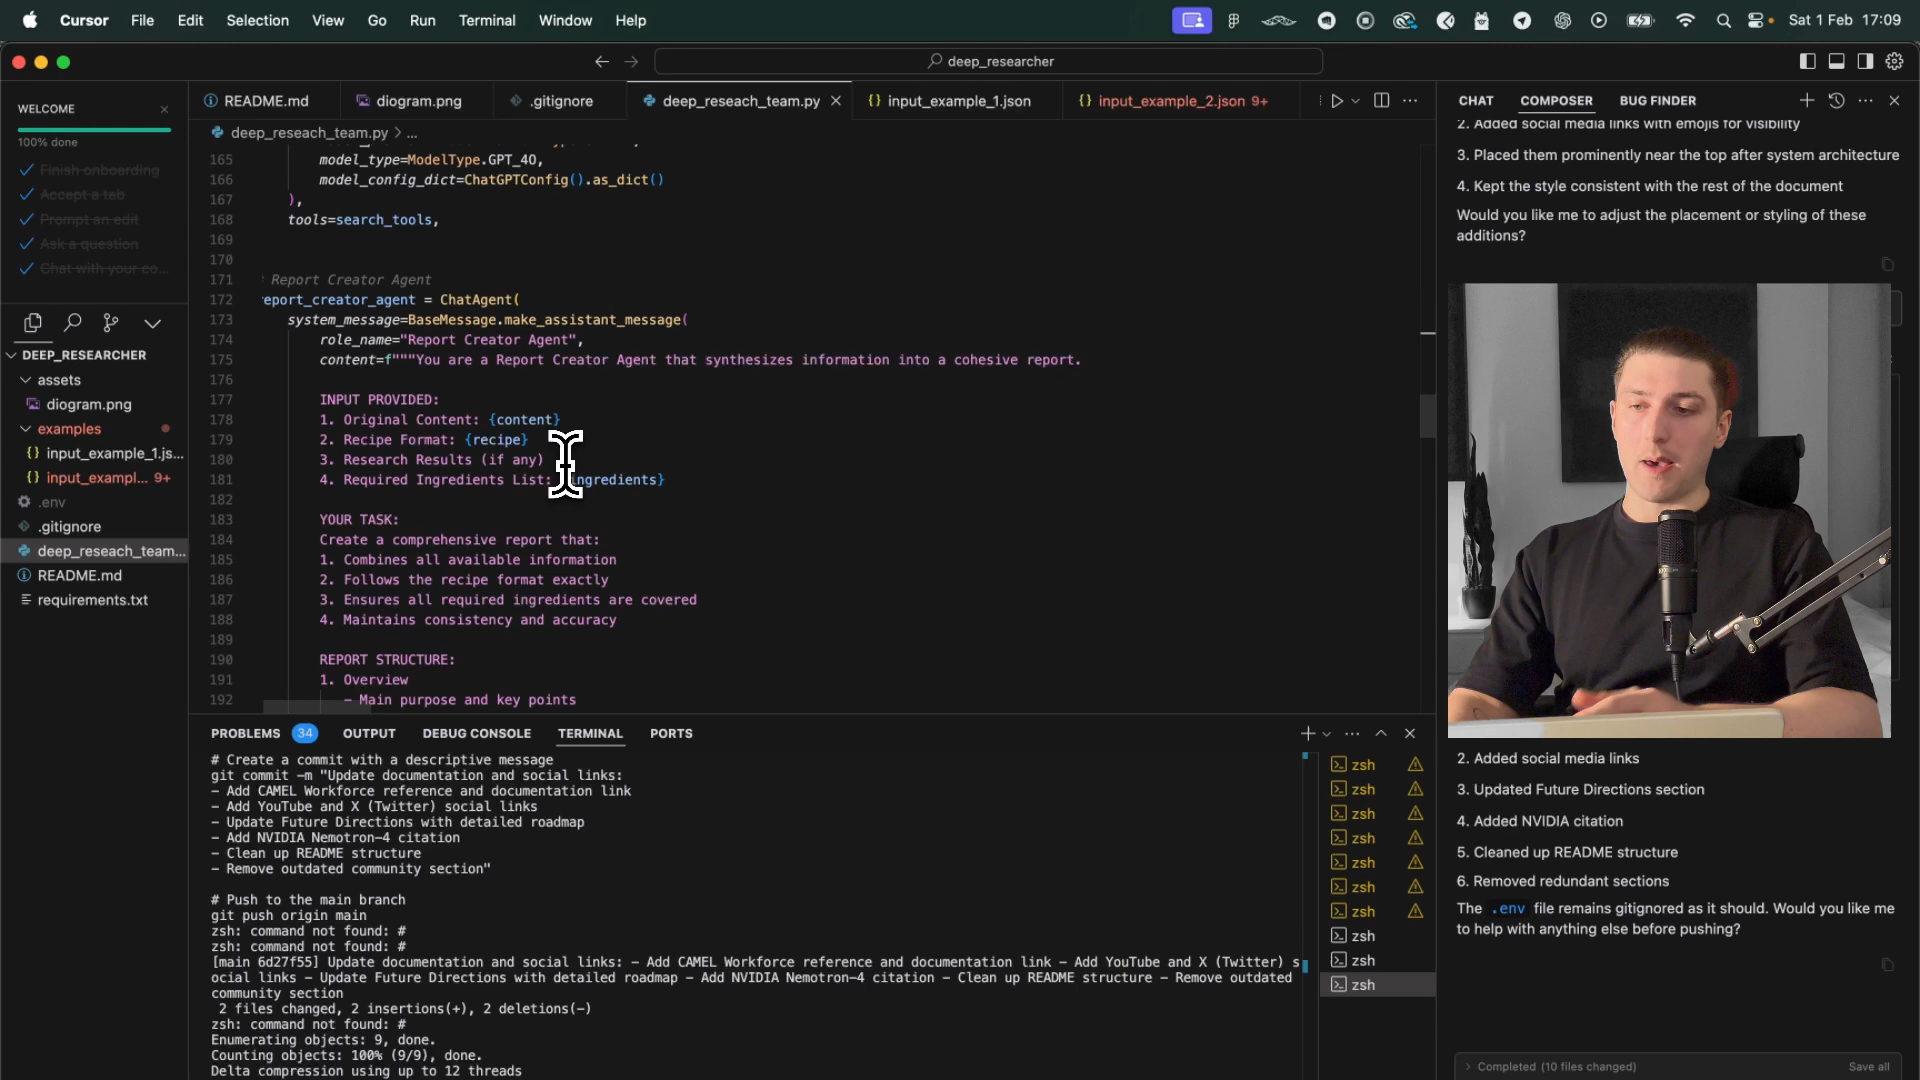 Cursor File Edit Selection View Go Run Terminal Window Help
Sat 1 Feb 17:09
deep_researcher
WELCOME
100% done
Finish onboarding
Accept a tab
Prompt an edit
Ask a question
Chat with your co...
DEEP_RESEARCHER
assets
diogram.png
examples
input_example_1.js...
input_exampl... 9+
.env
.gitignore
deep_reseach_team...
README.md
requirements.txt
README.md diogram.png .gitignore deep_reseach_team.py input_example_1.json input_example_2.json 9+
deep_reseach_team.py > ...
165 model_type=ModelType.GPT_4O,
166 model_config_dict=ChatGPTConfig().as_dict()
167 ),
168 tools=search_tools,
169
170
171 Report Creator Agent
172 eport_creator_agent = ChatAgent(
173 system_message=BaseMessage.make_assistant_message(
174 role_name="Report Creator Agent",
175 content=f"""You are a Report Creator Agent that synthesizes information into a cohesive report.
176
177 INPUT PROVIDED:
178 1. Original Content: {content}
179 2. Recipe Format: {recipe}
180 3. Research Results (if any)
181 4. Required Ingredients List: ingredients}
182
183 YOUR TASK:
184 Create a comprehensive report that:
185 1. Combines all available information
186 2. Follows the recipe format exactly
187 3. Ensures all required ingredients are covered
188 4. Maintains consistency and accuracy
189
190 REPORT STRUCTURE:
191 1. Overview
192 - Main purpose and key points
PROBLEMS 34 OUTPUT DEBUG CONSOLE TERMINAL PORTS
# Create a commit with a descriptive message
git commit -m "Update documentation and social links:
- Add CAMEL Workforce reference and documentation link
- Add YouTube and X (Twitter) social links
- Update Future Directions with detailed roadmap
- Add NVIDIA Nemotron-4 citation
- Clean up README structure
- Remove outdated community section"
# Push to the main branch
git push origin main
zsh: command not found: #
zsh: command not found: #
[main 6d27f55] Update documentation and social links: - Add CAMEL Workforce reference and documentation link - Add YouTube and X (Twitter) s
ocial links - Update Future Directions with detailed roadmap - Add NVIDIA Nemotron-4 citation - Clean up README structure - Remove outdated
community section
2 files changed, 2 insertions(+), 2 deletions(-)
zsh: command not found: #
Enumerating objects: 9, done.
Counting objects: 100% (9/9), done.
Delta compression using up to 12 threads
zsh
zsh
zsh
zsh
zsh
zsh
zsh
zsh
zsh
zsh
CHAT COMPOSER BUG FINDER
2. Added social media links with emojis for visibility
3. Placed them prominently near the top after system architecture
4. Kept the style consistent with the rest of the document
Would you like me to adjust the placement or styling of these
additions?
2. Added social media links
3. Updated Future Directions section
4. Added NVIDIA citation
5. Cleaned up README structure
6. Removed redundant sections
The .env file remains gitignored as it should. Would you like me
to help with anything else before pushing?
Completed (10 files changed) Save all